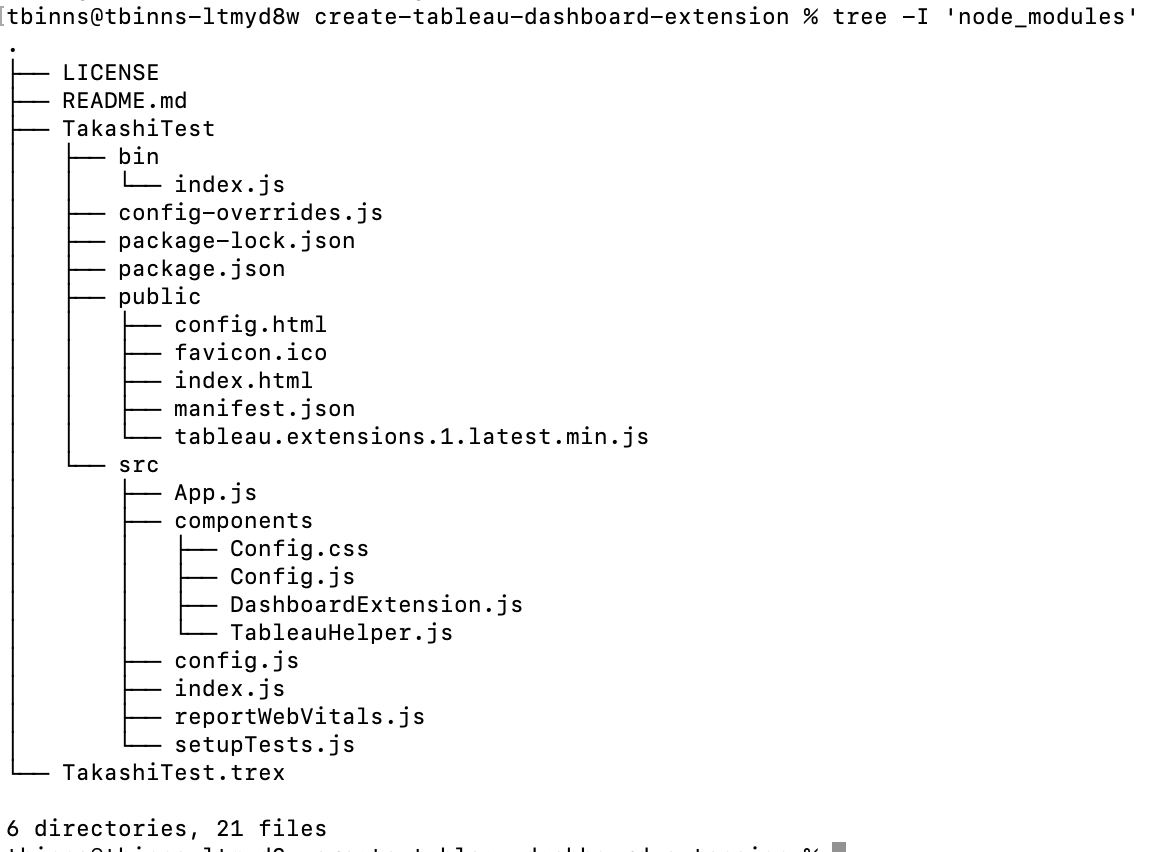 [tbinns@tbinns-ltmyd8w create-tableau-dashboard-extension % tree -I 'node_modules'
.
├── LICENSE
├── README.md
├── TakashiTest
│   ├── bin
│   │   └── index.js
│   ├── config-overrides.js
│   ├── package-lock.json
│   ├── package.json
│   ├── public
│   │   ├── config.html
│   │   ├── favicon.ico
│   │   ├── index.html
│   │   ├── manifest.json
│   │   └── tableau.extensions.1.latest.min.js
│   └── src
│       ├── App.js
│       ├── components
│       │   ├── Config.css
│       │   ├── Config.js
│       │   ├── DashboardExtension.js
│       │   └── TableauHelper.js
│       ├── config.js
│       ├── index.js
│       ├── reportWebVitals.js
│       └── setupTests.js
└── TakashiTest.trex
6 directories, 21 files